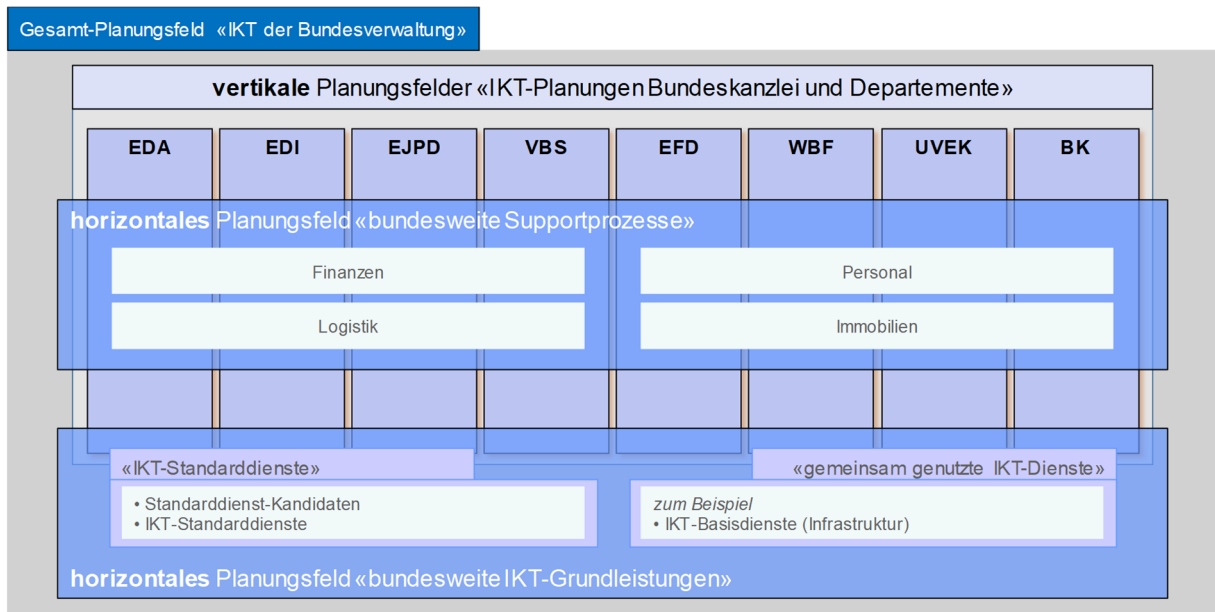 Gesamt-Planungsfeld «IKT der Bundesverwaltung»
vertikale Planungsfelder «IKT-Planungen Bundeskanzlei und Departemente»
EDA EDI EJPD VBS EFD WBF UVEK BK
horizontales Planungsfeld «bundesweite Supportprozesse»
Finanzen Personal
Logistik Immobilien
«IKT-Standarddienste»
• Standarddienst-Kandidaten
• IKT-Standarddienste
«gemeinsam genutzte IKT-Dienste»
zum Beispiel
• IKT-Basisdienste (Infrastruktur)
horizontales Planungsfeld «bundesweite IKT-Grundleistungen»